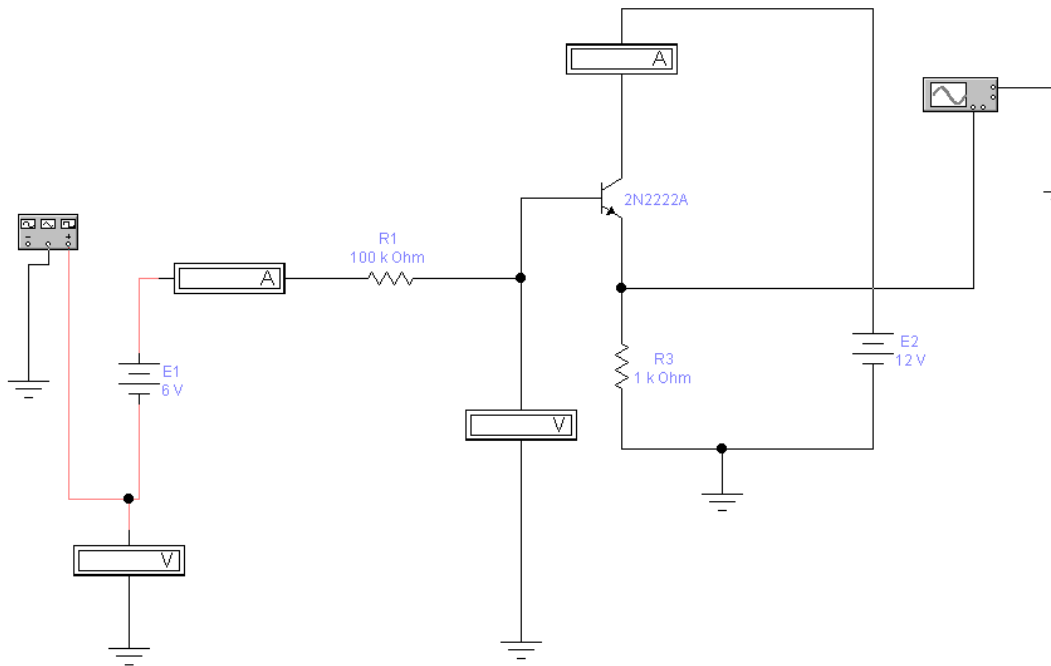 A
2N2222A
R1
100 k Ohm
A
E1
6 V
R3
1 k Ohm
E2
12 V
V
V
- +